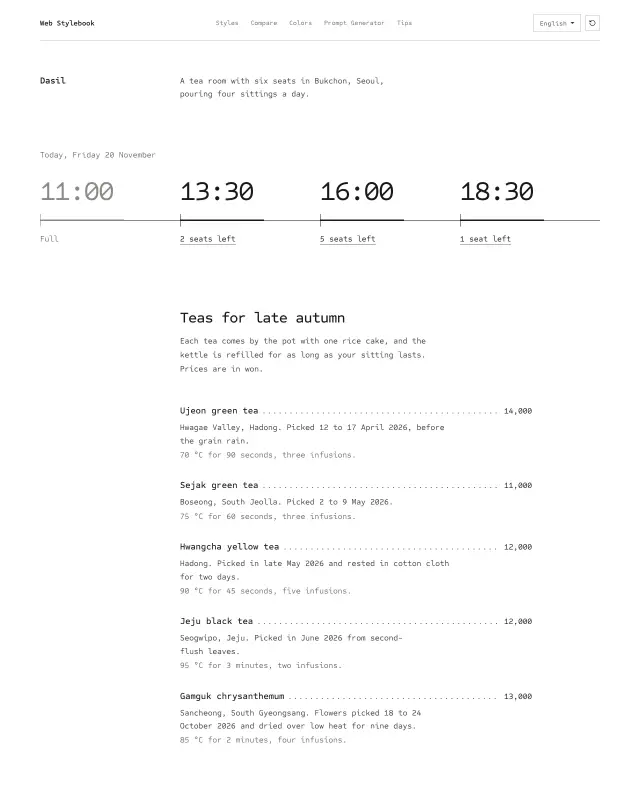 Web Stylebook
Styles Compare Colors Prompt Generator Tips
English
Dasil
A tea room with six seats in Bukchon, Seoul,
pouring four sittings a day.
Today, Friday 20 November
11:00 13:30 16:00 18:30
Full 2 seats left 5 seats left 1 seat left
Teas for late autumn
Each tea comes by the pot with one rice cake, and the
kettle is refilled for as long as your sitting lasts.
Prices are in won.
Ujeon green tea 14,000
Hwagae Valley, Hadong. Picked 12 to 17 April 2026, before
the grain rain.
70 °C for 90 seconds, three infusions.
Sejak green tea 11,000
Boseong, South Jeolla. Picked 2 to 9 May 2026.
75 °C for 60 seconds, three infusions.
Hwangcha yellow tea 12,000
Hadong. Picked in late May 2026 and rested in cotton cloth
for two days.
90 °C for 45 seconds, five infusions.
Jeju black tea 12,000
Seogwipo, Jeju. Picked in June 2026 from second-
flush leaves.
95 °C for 3 minutes, two infusions.
Gamguk chrysanthemum 13,000
Sancheong, South Gyeongsang. Flowers picked 18 to 24
October 2026 and dried over low heat for nine days.
85 °C for 2 minutes, four infusions.